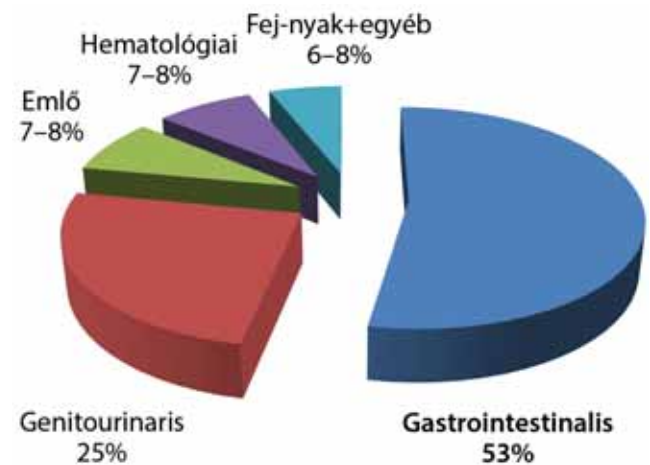 Fej-nyak+egyéb
6–8%
Hematológiai
7–8%
Emlő
7–8%
Genitourinaris
25%
Gastrointestinalis
53%